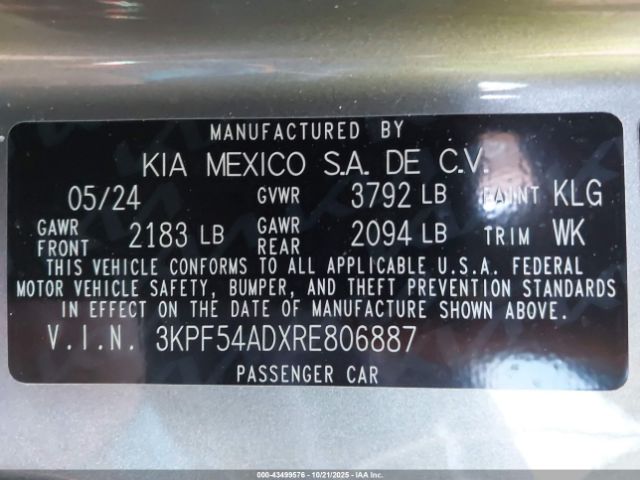 MANUFACTURED BY
KIA MEXICO S.A. DE C.V.
05/24 GVWR 3792 LB PAINT KLG
GAWR FRONT 2183 LB GAWR REAR 2094 LB TRIM WK
THIS VEHICLE CONFORMS TO ALL APPLICABLE U.S.A. FEDERAL
MOTOR VEHICLE SAFETY, BUMPER, AND THEFT PREVENTION STANDARDS
IN EFFECT ON THE DATE OF MANUFACTURE SHOWN ABOVE.
V.I.N. 3KPF54ADXRE806887
PASSENGER CAR
000-43499576 - 10/21/2025 - IAA Inc.